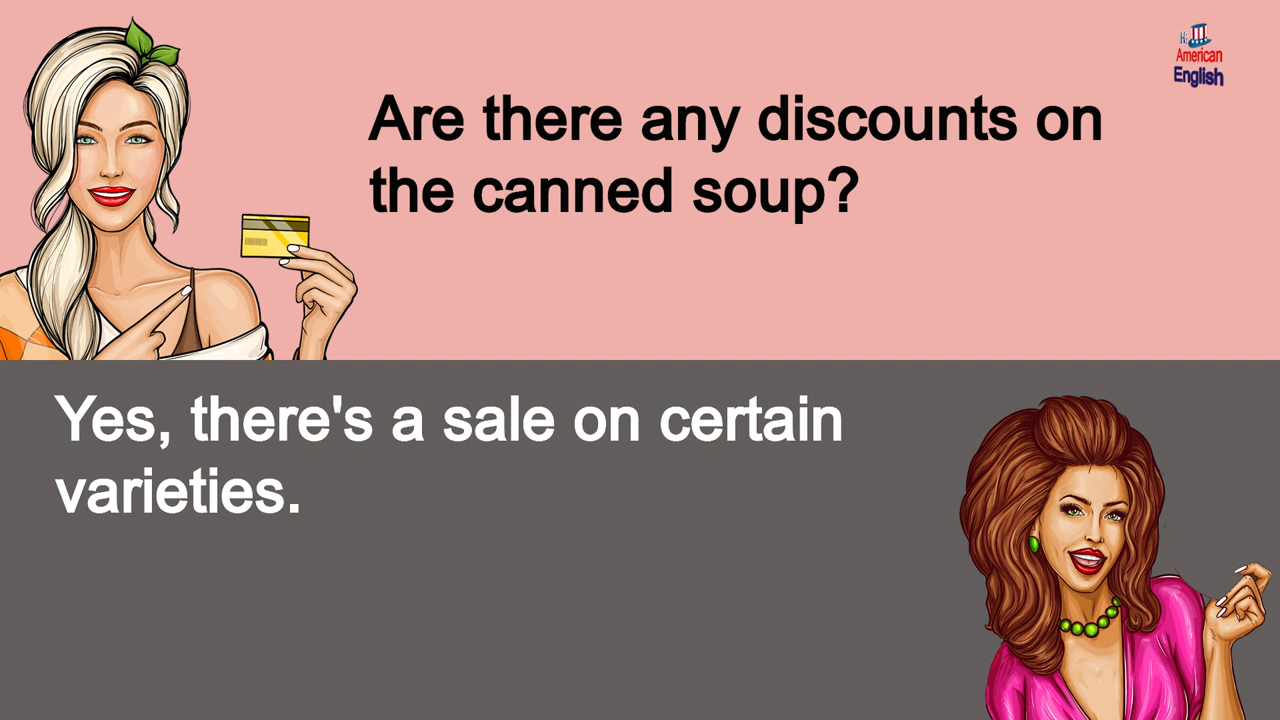 American
English
Are there any discounts on
the canned soup?
Yes, there's a sale on certain
varieties.